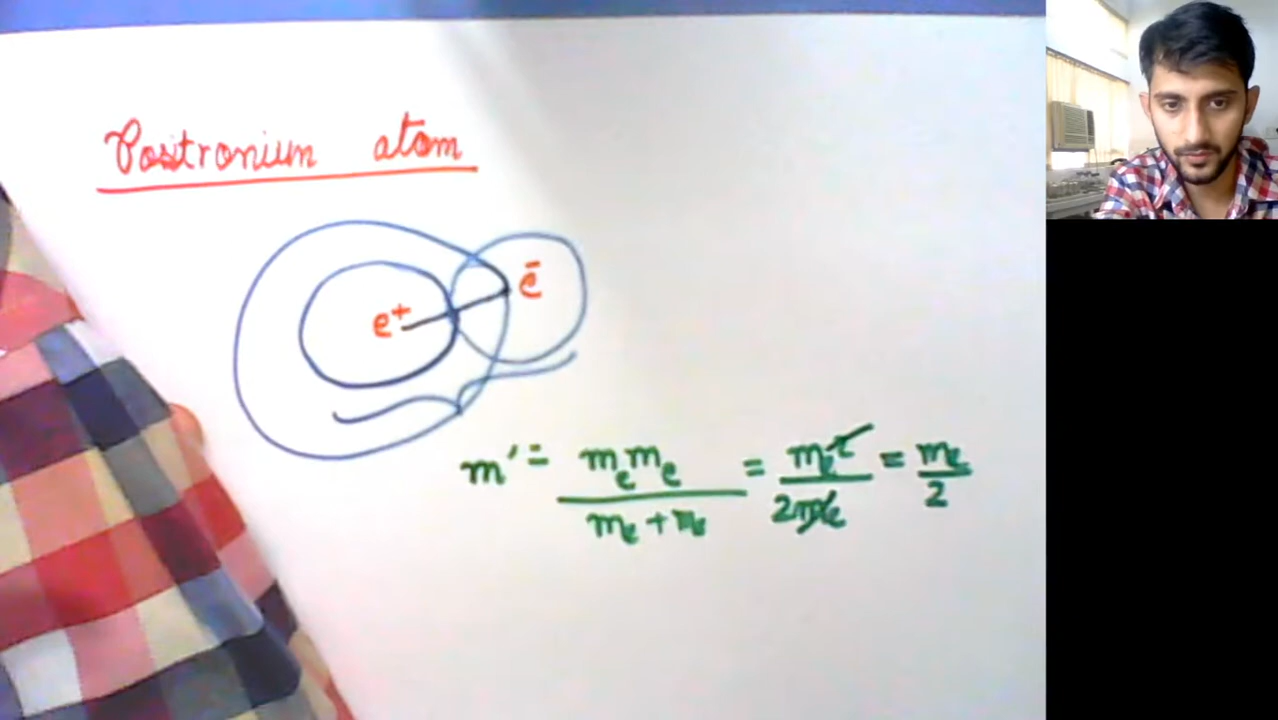 Positronium atom
e⁺ e⁻
m' = mₑmₑ / (mₑ + mₑ) = mₑ² / 2mₑ = mₑ / 2